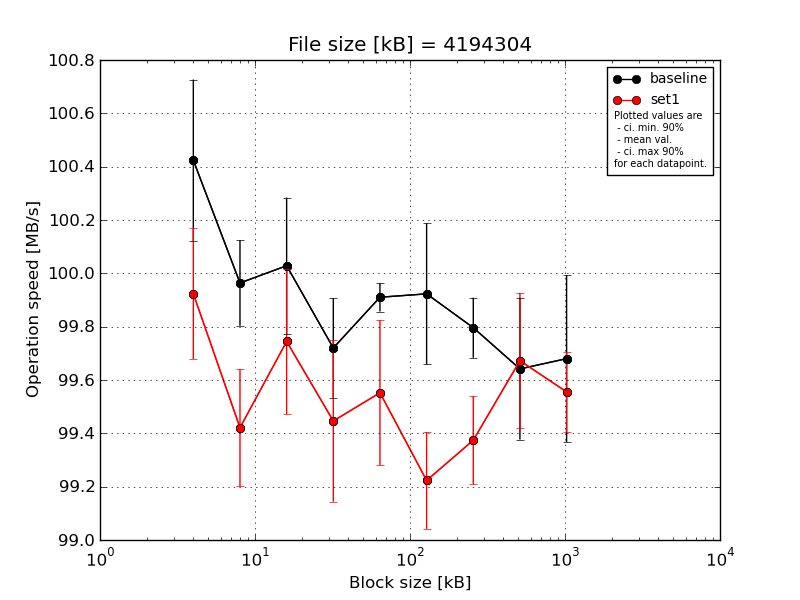 File size [kB] = 4194304
baseline
set1
Plotted values are
- ci. min. 90%
- mean val.
- ci. max 90%
for each datapoint.
Operation speed [MB/s]
100.8
100.6
100.4
100.2
100.0
99.8
99.6
99.4
99.2
99.0
10⁰ 10¹ 10² 10³ 10⁴
Block size [kB]